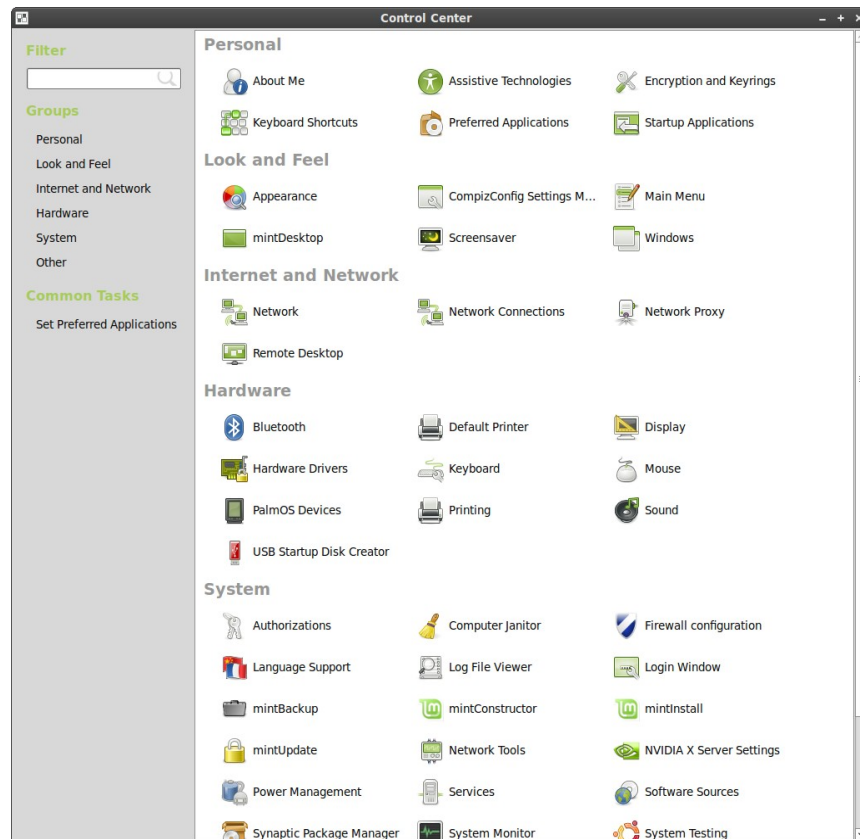 Control Center
Filter
Groups
Personal
Look and Feel
Internet and Network
Hardware
System
Other
Common Tasks
Set Preferred Applications
Personal
About Me
Assistive Technologies
Encryption and Keyrings
Keyboard Shortcuts
Preferred Applications
Startup Applications
Look and Feel
Appearance
CompizConfig Settings M...
Main Menu
mintDesktop
Screensaver
Windows
Internet and Network
Network
Network Connections
Network Proxy
Remote Desktop
Hardware
Bluetooth
Default Printer
Display
Hardware Drivers
Keyboard
Mouse
PalmOS Devices
Printing
Sound
USB Startup Disk Creator
System
Authorizations
Computer Janitor
Firewall configuration
Language Support
Log File Viewer
Login Window
mintBackup
mintConstructor
mintInstall
mintUpdate
Network Tools
NVIDIA X Server Settings
Power Management
Services
Software Sources
Synaptic Package Manager
System Monitor
System Testing